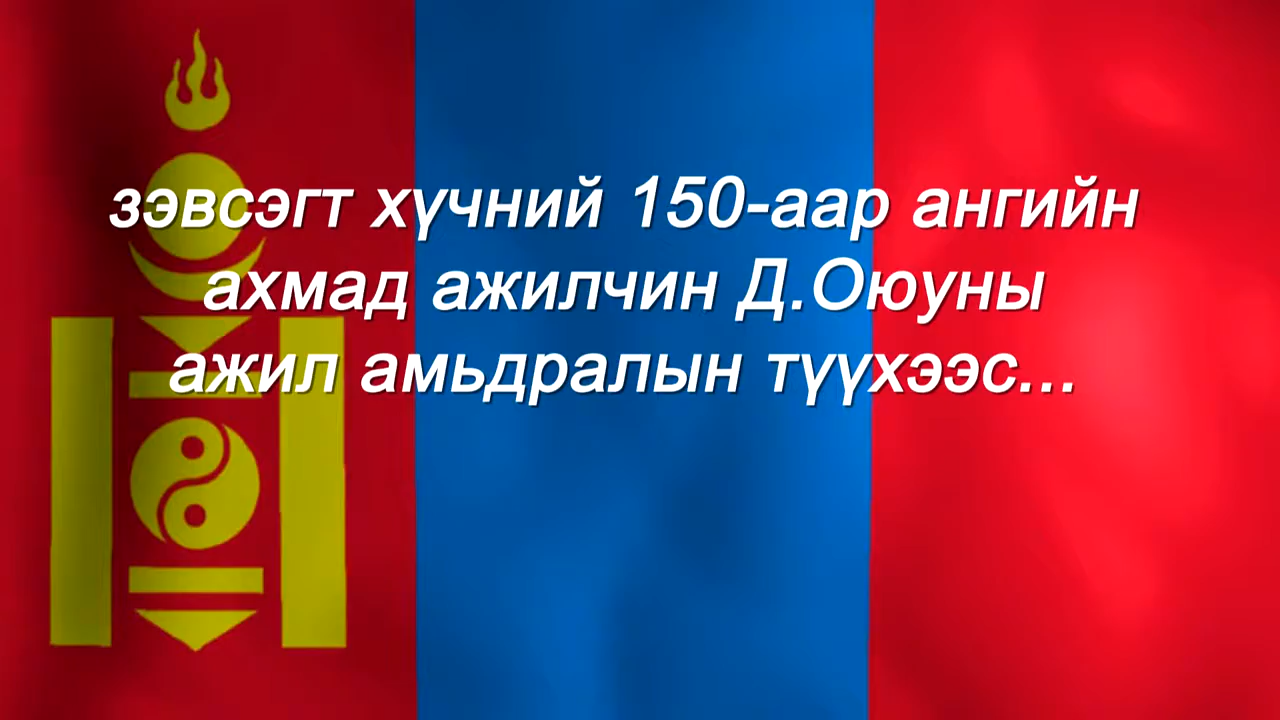 зэвсэгт хүчний 150-аар ангийн
ахмад ажилчин Д.Оюуны
ажил амьдралын түүхээс...